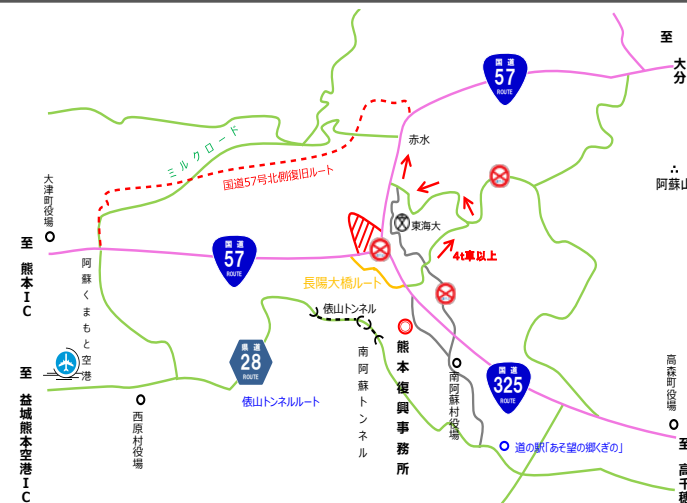 至 大分
国道
57
ROUTE
赤水
ミルクロード
国道57号北側復旧ルート
阿蘇山
大津町役場
東海大
至 熊本IC
国道
57
ROUTE
4t車以上
長陽大橋ルート
阿蘇くまもと空港
俵山トンネル
県道
28
ROUTE
南阿蘇トンネル
熊本復興事務所
南阿蘇村役場
国道
325
ROUTE
高森町役場
至 益城熊本空港IC
西原村役場
俵山トンネルルート
道の駅「あそ望の郷くぎの」
至 高千穂